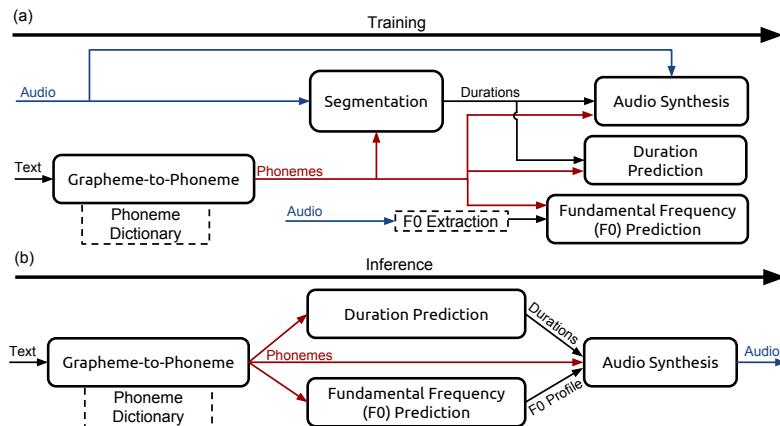 (a)
Training
Audio
Segmentation
Durations
Audio Synthesis
Text
Grapheme-to-Phoneme
Phonemes
Duration
Prediction
Phoneme
Dictionary
Audio
F0 Extraction
Fundamental Frequency
(F0) Prediction
(b)
Inference
Duration Prediction
Durations
Text
Grapheme-to-Phoneme
Phonemes
Audio Synthesis
Audio
Phoneme
Dictionary
Fundamental Frequency
(F0) Prediction
F0 Profile